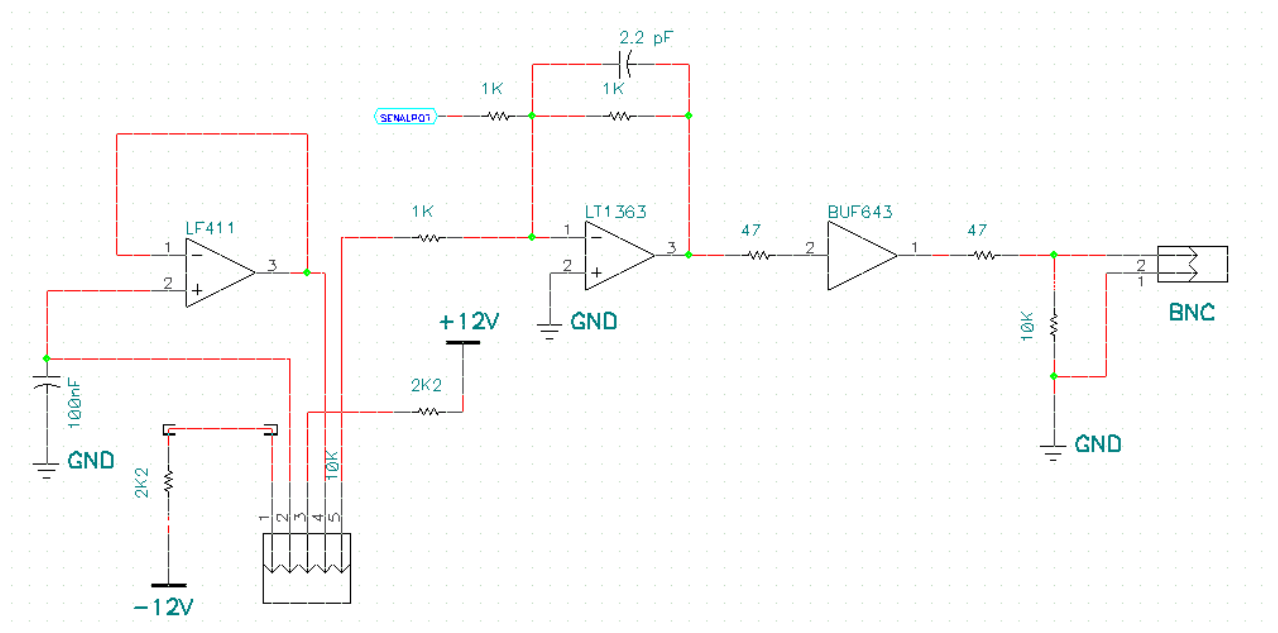 2.2 pF
1K
1K
SENALPOT
LF411
1
2
3
1K
LT1363
1
2
3
GND
47
BUF643
2
1
47
2
1
BNC
10K
GND
+12V
2K2
100nF
GND
2K2
-12V
10K
1
2
3
4
5